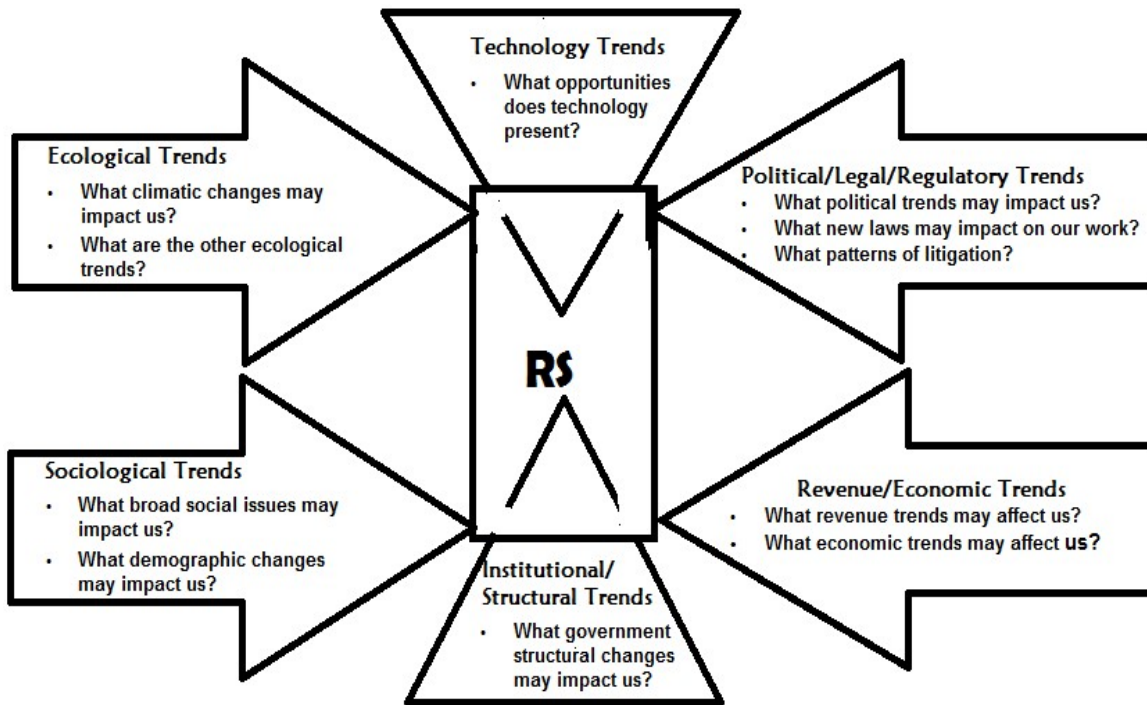 Technology Trends
• What opportunities
does technology
present?
Ecological Trends
• What climatic changes may
impact us?
• What are the other ecological
trends?
Political/Legal/Regulatory Trends
• What political trends may impact us?
• What new laws may impact on our work?
• What patterns of litigation?
RS
Sociological Trends
• What broad social issues may
impact us?
• What demographic changes
may impact us?
Revenue/Economic Trends
• What revenue trends may affect us?
• What economic trends may affect us?
Institutional/
Structural Trends
• What government
structural changes
may impact us?